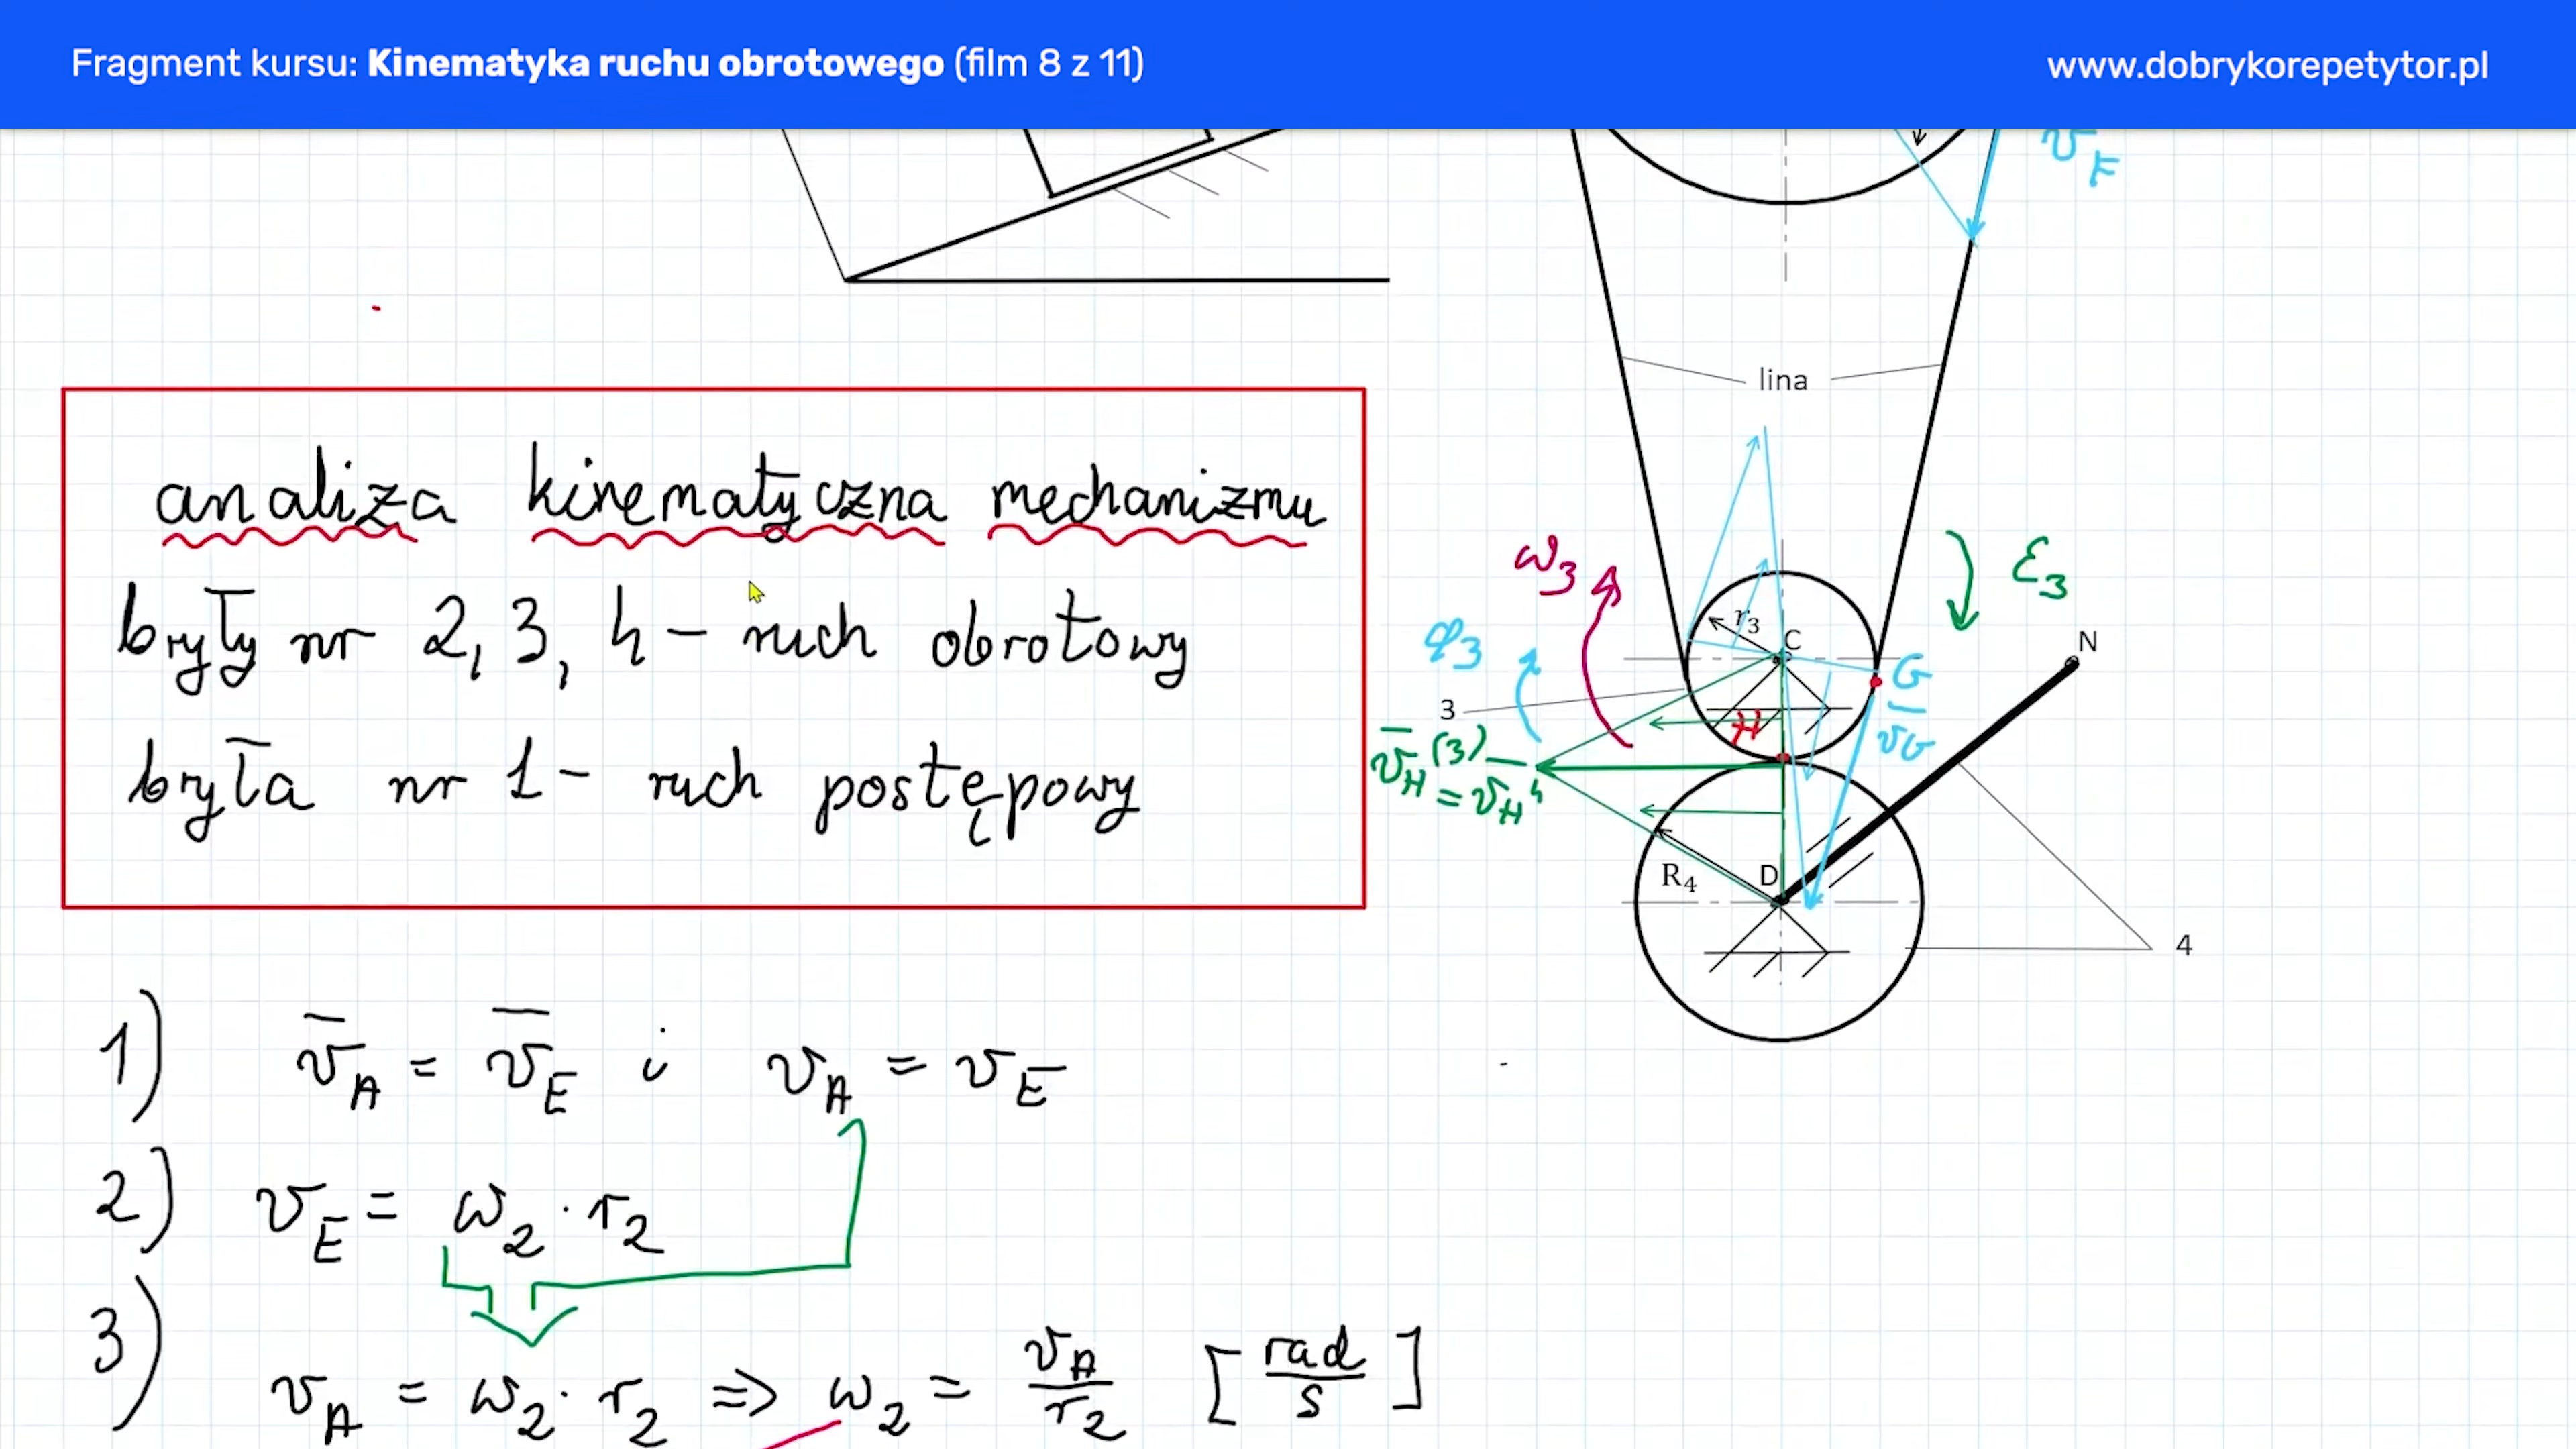 Fragment kursu: Kinematyka ruchu obrotowego (film 8 z 11)
www.dobrykorepetytor.pl
v̅
F
lina
analiza kinematyczna mechanizmu
bryły nr 2, 3, 4 - ruch obrotowy
bryła nr 1 - ruch postępowy
ω3
ε3
φ3
r3
C
N
G
3
H
v̅G
v̅H(3) = v̅H4
R4
D
4
1) v̅A = v̅E i vA = vE
2) vE = ω2 · r2
3) vA = ω2 · r2 => ω2 = vA/r2 [rad/s]